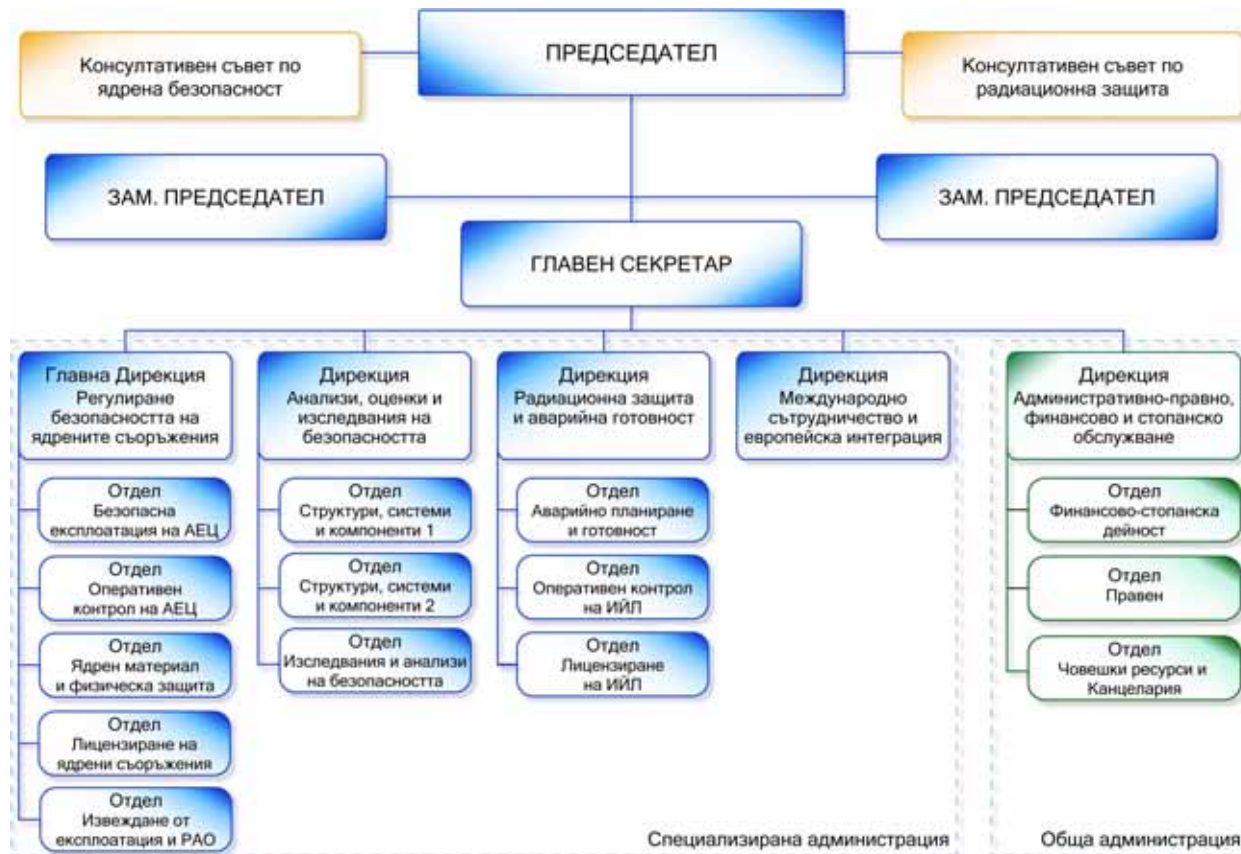 ПРЕДСЕДАТЕЛ
Консултативен съвет по
ядрена безопасност
Консултативен съвет по
радиационна защита
ЗАМ. ПРЕДСЕДАТЕЛ
ЗАМ. ПРЕДСЕДАТЕЛ
ГЛАВЕН СЕКРЕТАР
Главна Дирекция
Регулиране
безопасността на
ядрените съоръжения
Отдел
Безопасна
експлоатация на АЕЦ
Отдел
Оперативен
контрол на АЕЦ
Отдел
Ядрен материал
и физическа защита
Отдел
Лицензиране на
ядрени съоръжения
Отдел
Извеждане от
експлоатация и РАО
Дирекция
Анализи, оценки и
изследвания на
безопасността
Отдел
Структури, системи
и компоненти 1
Отдел
Структури, системи
и компоненти 2
Отдел
Изследвания и анализи
на безопасността
Дирекция
Радиационна защита
и аварийна готовност
Отдел
Аварийно планиране
и готовност
Отдел
Оперативен контрол
на ИЙЛ
Отдел
Лицензиране
на ИЙЛ
Дирекция
Международно
сътрудничество и
европейска интеграция
Специализирана администрация
Дирекция
Административно-правно,
финансово и стопанско
обслужване
Отдел
Финансово-стопанска
дейност
Отдел
Правен
Отдел
Човешки ресурси и
Канцелария
Обща администрация